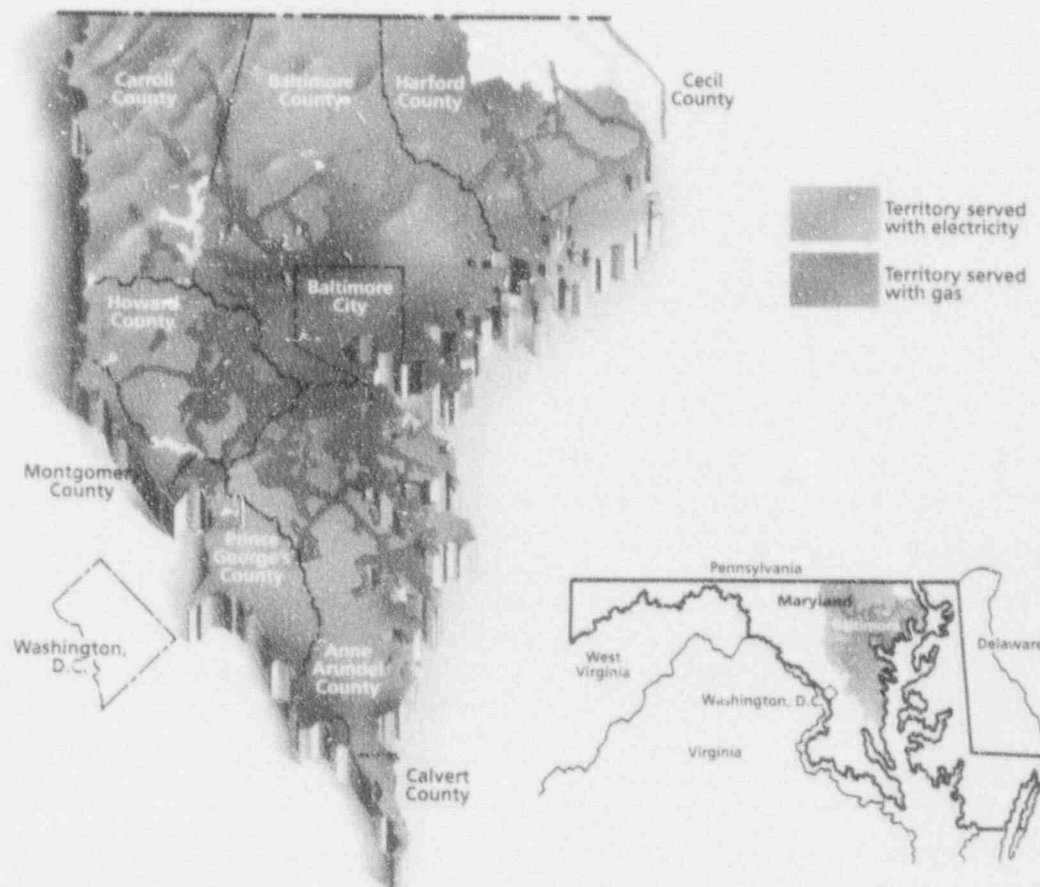 Carroll
County
Baltimore
County
Harford
County
Cecil
County
Territory served
with electricity
Territory served
with gas
Howard
County
Baltimore
City
Montgomery
County
Prince
George's
County
Washington,
D.C.
Anne
Arundel
County
Calvert
County
Pennsylvania
Maryland
West
Virginia
Delaware
Washington, D.C.
Virginia